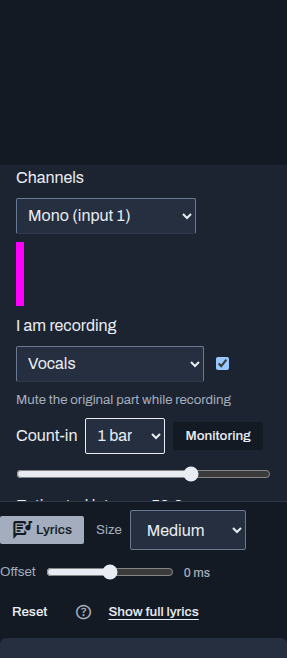 Channels
Mono (input 1)
I am recording
Vocals
Mute the original part while recording
Count-in 1 bar Monitoring
Lyrics Size Medium
Offset 0 ms
Reset ? Show full lyrics